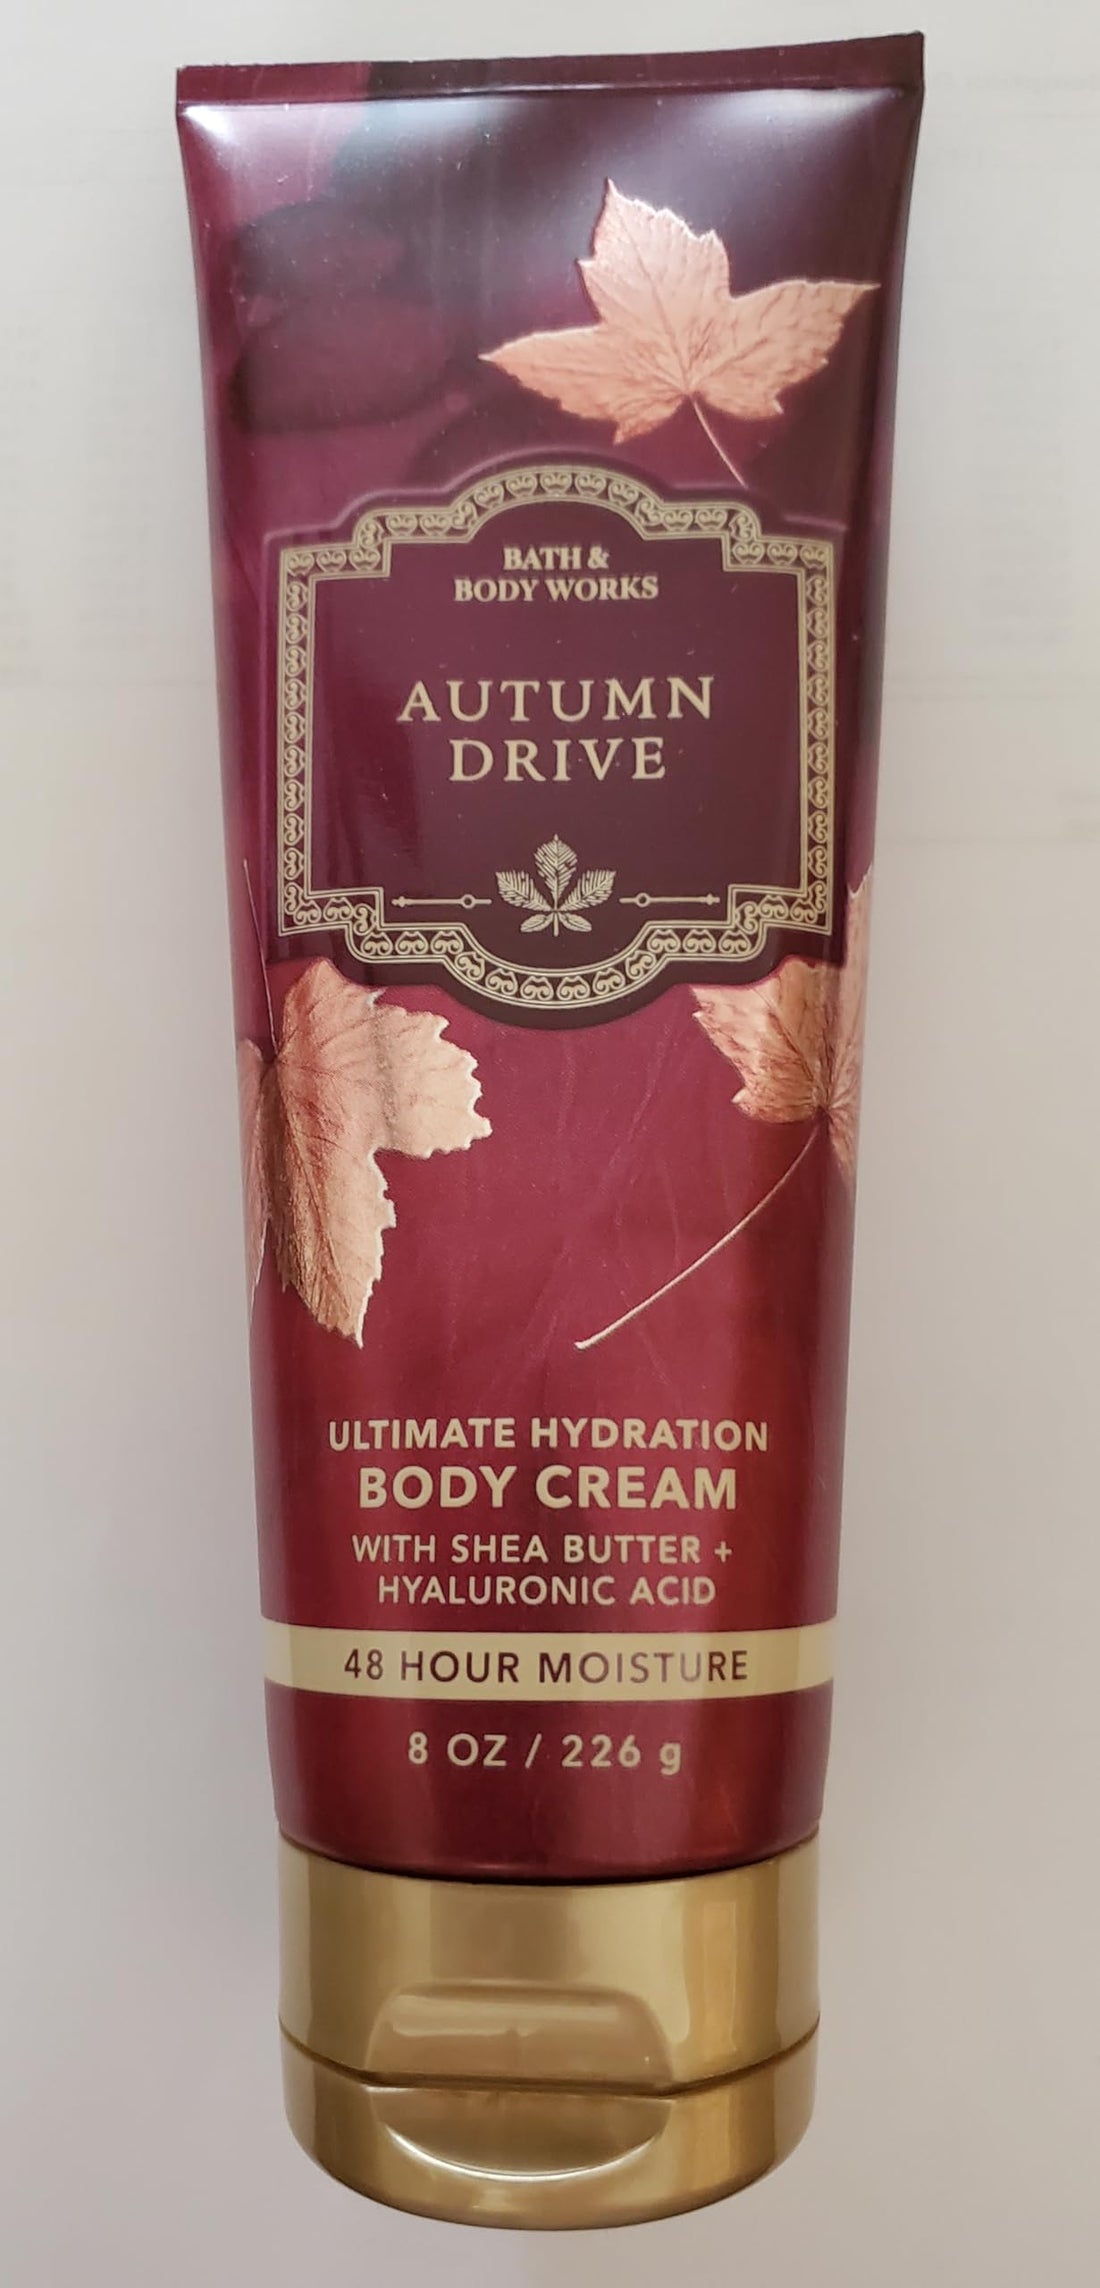 BATH &
BODY WORKS
AUTUMN
DRIVE
ULTIMATE HYDRATION
BODY CREAM
WITH SHEA BUTTER +
HYALURONIC ACID
48 HOUR MOISTURE
8 OZ / 226 g